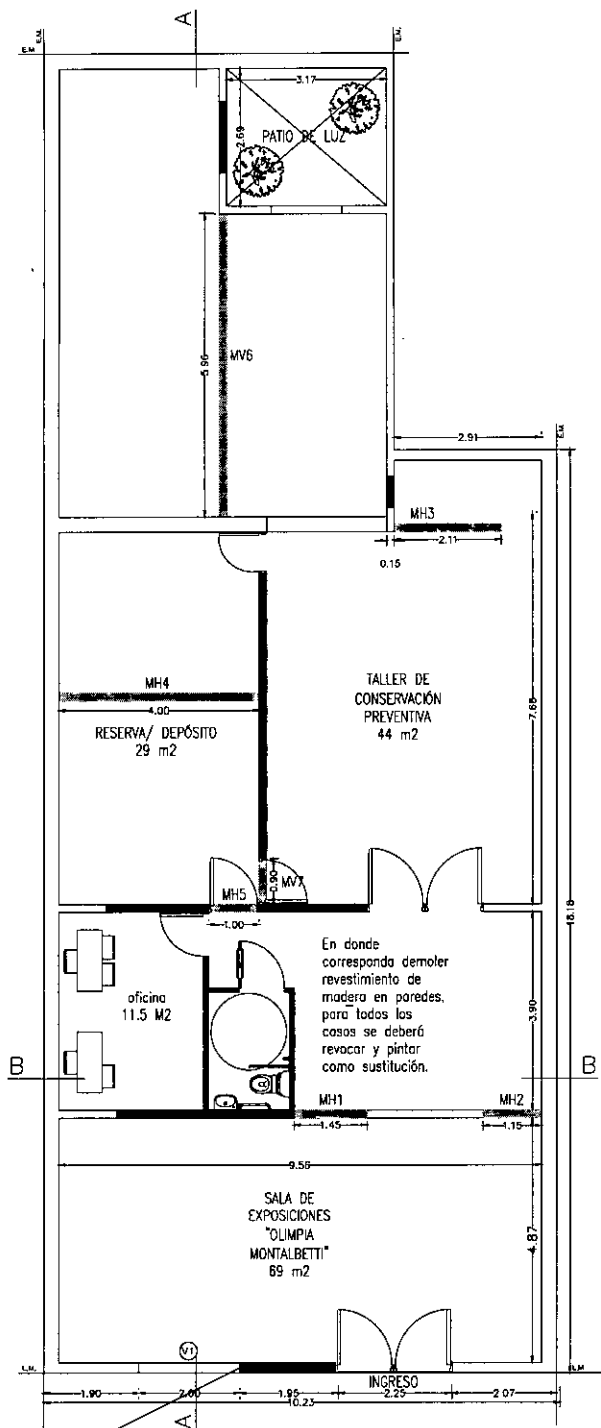 A
E.M.
E.M.
3.17
PATIO DE LUZ
2.69
MV6
5.96
E.M.
2.91
MH3
2.11
0.15
MH4
4.00
RESERVA/ DEPÓSITO
29 m2
TALLER DE
CONSERVACIÓN
PREVENTIVA
44 m2
7.68
0.90
MV7
MH5
1.00
18.18
oficina
11.5 M2
En donde
corresponda demoler
revestimiento de
madera en paredes,
para todos los
casos se deberá
revocar y pintar
como sustitución.
3.90
B
B
MH1
MH2
1.45
1.15
9.56
SALA DE
EXPOSICIONES
"OLIMPIA
MONTALBETTI"
69 m2
4.87
V1
E.M.
E.M.
INGRESO
1.90
2.00
1.95
2.25
2.07
10.23
A